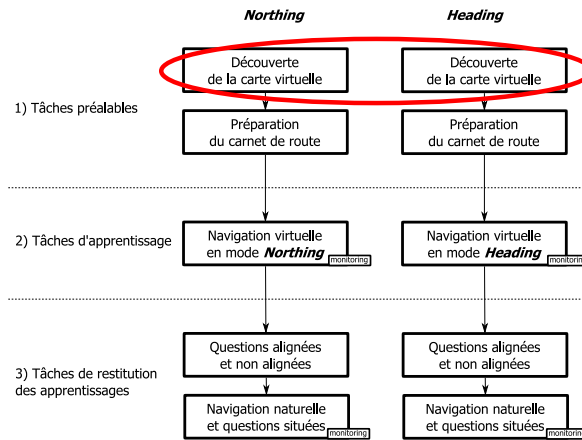 Northing
Heading
Découverte
de la carte virtuelle
Découverte
de la carte virtuelle
1) Tâches préalables
Préparation
du carnet de route
Préparation
du carnet de route
2) Tâches d'apprentissage
Navigation virtuelle
en mode Northing
monitoring
Navigation virtuelle
en mode Heading
monitoring
3) Tâches de restitution
des apprentissages
Questions alignées
et non alignées
Questions alignées
et non alignées
Navigation naturelle
et questions situées
monitoring
Navigation naturelle
et questions situées
monitoring